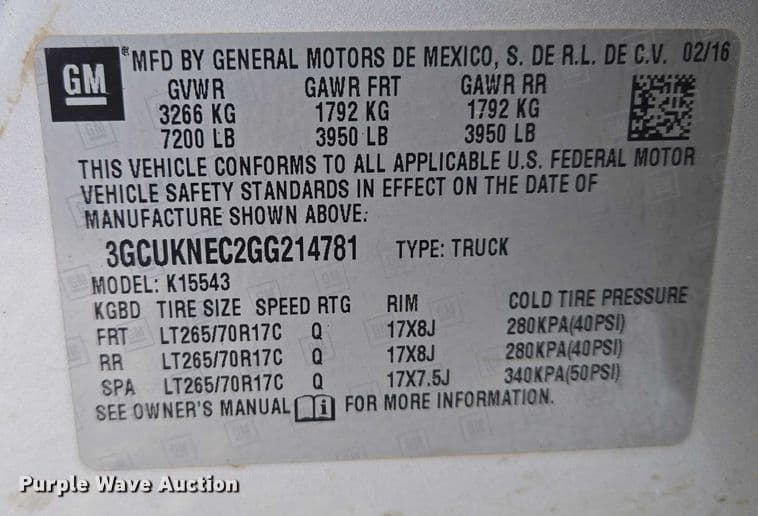 GM
® MFD BY GENERAL MOTORS DE MEXICO, S. DE R.L. DE C.V. 02/16
GVWR GAWR FRT GAWR RR
3266 KG 1792 KG 1792 KG
7200 LB 3950 LB 3950 LB
THIS VEHICLE CONFORMS TO ALL APPLICABLE U.S. FEDERAL MOTOR
VEHICLE SAFETY STANDARDS IN EFFECT ON THE DATE OF
MANUFACTURE SHOWN ABOVE:
3GCUKNEC2GG214781 TYPE: TRUCK
MODEL: K15543
KGBD TIRE SIZE SPEED RTG RIM COLD TIRE PRESSURE
FRT LT265/70R17C Q 17X8J 280KPA(40PSI)
RR LT265/70R17C Q 17X8J 280KPA(40PSI)
SPA LT265/70R17C Q 17X7.5J 340KPA(50PSI)
SEE OWNER'S MANUAL i FOR MORE INFORMATION.
Purple Wave Auction